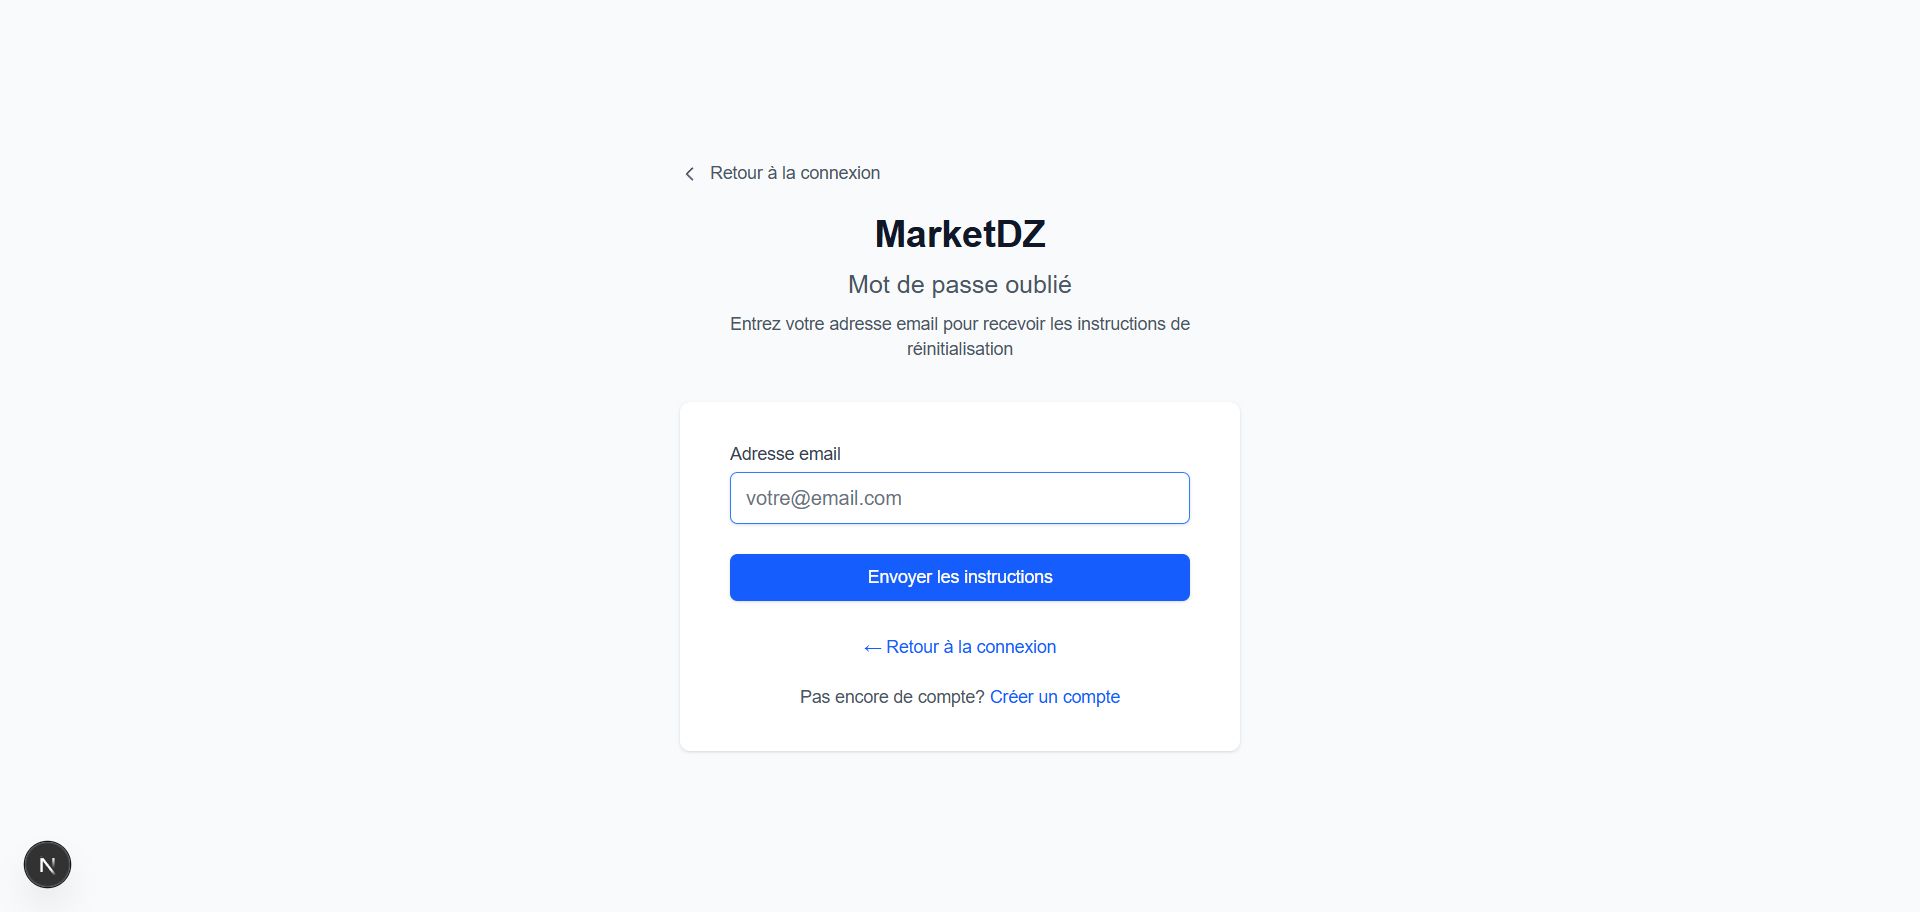 Retour à la connexion
MarketDZ
Mot de passe oublié
Entrez votre adresse email pour recevoir les instructions de
réinitialisation
Adresse email
votre@email.com
Envoyer les instructions
← Retour à la connexion
Pas encore de compte? Créer un compte
N